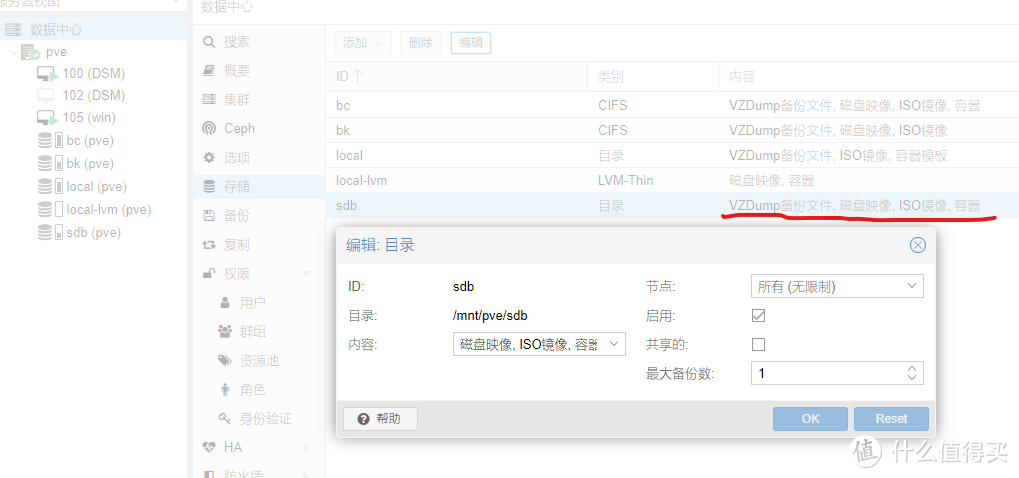 服务器视图
数据中心
pve
100 (DSM)
102 (DSM)
105 (win)
bc (pve)
bk (pve)
local (pve)
local-lvm (pve)
sdb (pve)
数据中心
搜索
概要
集群
Ceph
选项
存储
备份
复制
权限
用户
群组
资源池
角色
身份验证
HA
防火墙
添加 删除 编辑
ID 类别 内容
bc CIFS VZDump备份文件, 磁盘映像, ISO镜像, 容器
bk CIFS VZDump备份文件, 磁盘映像, ISO镜像
local 目录 VZDump备份文件, ISO镜像, 容器模板
local-lvm LVM-Thin 磁盘映像, 容器
sdb 目录 VZDump备份文件, 磁盘映像, ISO镜像, 容器
编辑: 目录
ID: sdb 节点: 所有 (无限制)
目录: /mnt/pve/sdb 启用:
内容: 磁盘映像, ISO镜像, 容器 共享的:
最大备份数: 1
帮助 OK Reset
值 什么值得买